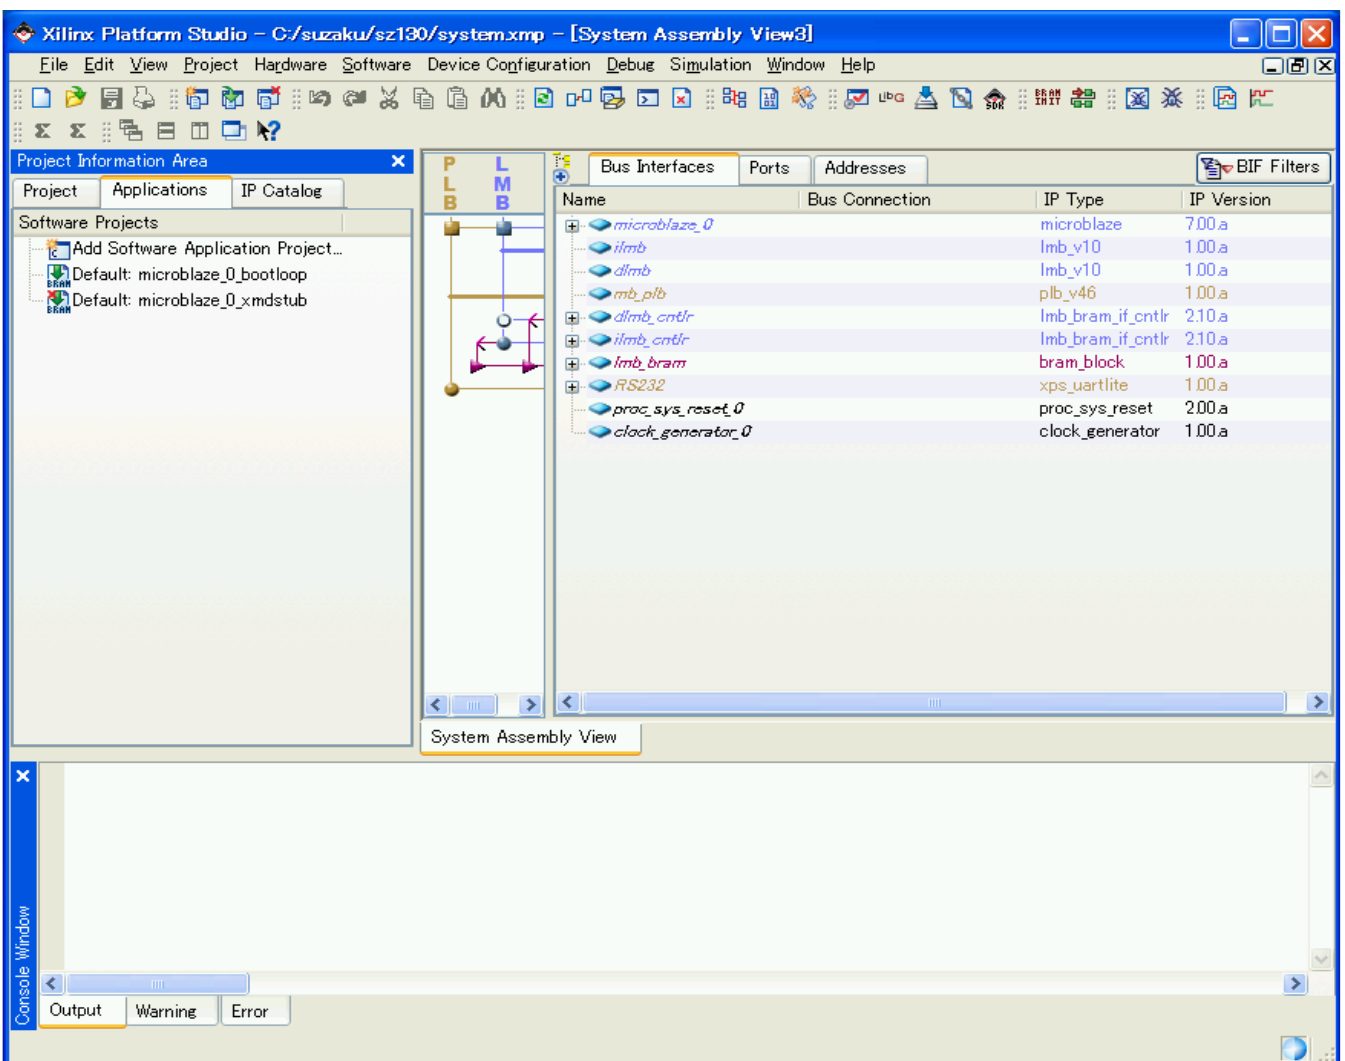 Xilinx Platform Studio - C:/suzaku/sz130/system.xmp - [System Assembly View3]
File Edit View Project Hardware Software Device Configuration Debug Simulation Window Help
Project Information Area
Project Applications IP Catalog
Software Projects
Add Software Application Project...
Default: microblaze_0_bootloop
Default: microblaze_0_xmdstub
P L
L M
B B
Bus Interfaces Ports Addresses BIF Filters
Name Bus Connection IP Type IP Version
microblaze_0 microblaze 7.00.a
ilmb lmb_v10 1.00.a
dlmb lmb_v10 1.00.a
mb_plb plb_v46 1.00.a
dlmb_cntlr lmb_bram_if_cntlr 2.10.a
ilmb_cntlr lmb_bram_if_cntlr 2.10.a
lmb_bram bram_block 1.00.a
RS232 xps_uartlite 1.00.a
proc_sys_reset_0 proc_sys_reset 2.00.a
clock_generator_0 clock_generator 1.00.a
System Assembly View
Console Window
Output Warning Error